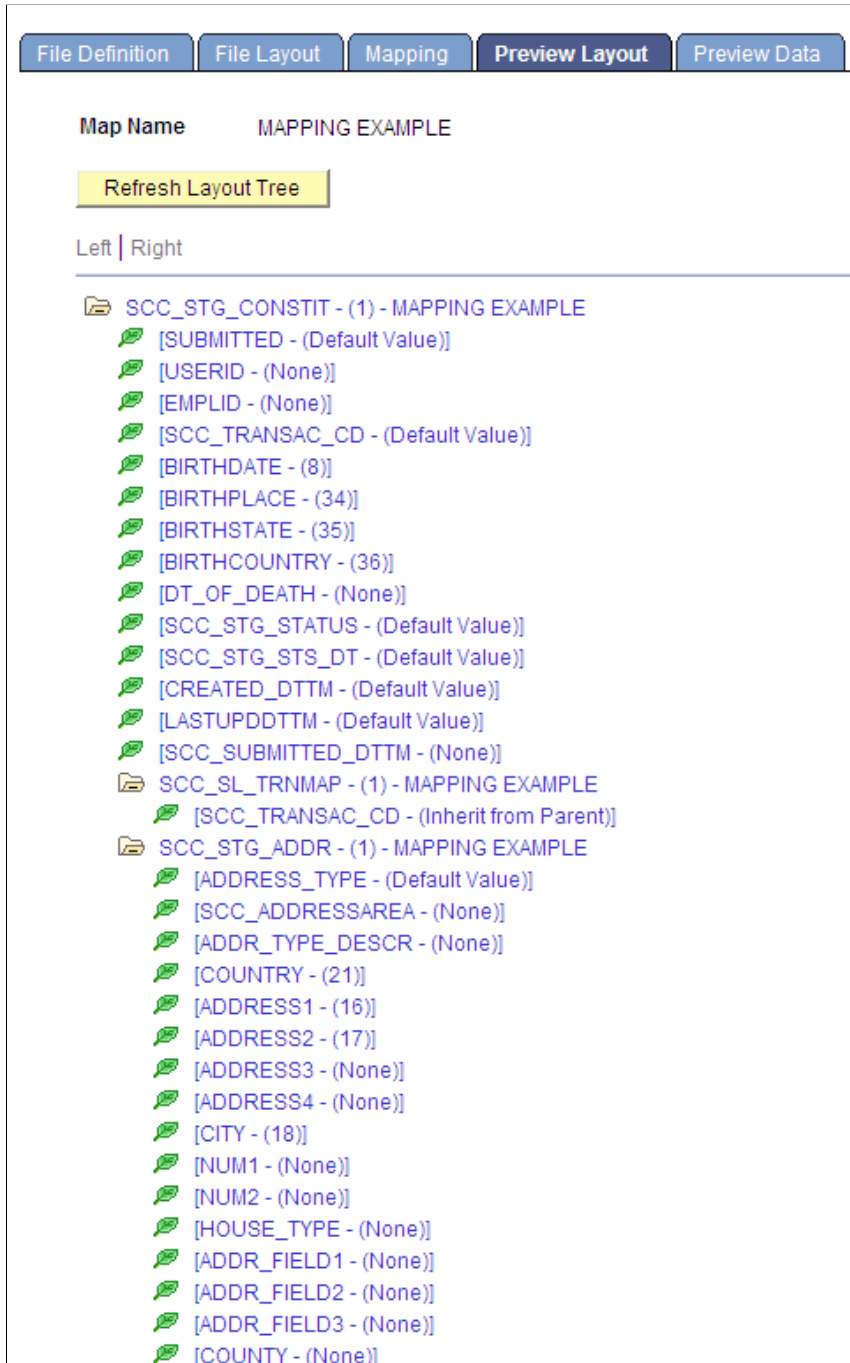 File Definition File Layout Mapping Preview Layout Preview Data
Map Name MAPPING EXAMPLE
Refresh Layout Tree
Left | Right
SCC_STG_CONSTIT - (1) - MAPPING EXAMPLE
[SUBMITTED - (Default Value)]
[USERID - (None)]
[EMPLID - (None)]
[SCC_TRANSAC_CD - (Default Value)]
[BIRTHDATE - (8)]
[BIRTHPLACE - (34)]
[BIRTHSTATE - (35)]
[BIRTHCOUNTRY - (36)]
[DT_OF_DEATH - (None)]
[SCC_STG_STATUS - (Default Value)]
[SCC_STG_STS_DT - (Default Value)]
[CREATED_DTTM - (Default Value)]
[LASTUPDDTTM - (Default Value)]
[SCC_SUBMITTED_DTTM - (None)]
SCC_SL_TRNMAP - (1) - MAPPING EXAMPLE
[SCC_TRANSAC_CD - (Inherit from Parent)]
SCC_STG_ADDR - (1) - MAPPING EXAMPLE
[ADDRESS_TYPE - (Default Value)]
[SCC_ADDRESSAREA - (None)]
[ADDR_TYPE_DESCR - (None)]
[COUNTRY - (21)]
[ADDRESS1 - (16)]
[ADDRESS2 - (17)]
[ADDRESS3 - (None)]
[ADDRESS4 - (None)]
[CITY - (18)]
[NUM1 - (None)]
[NUM2 - (None)]
[HOUSE_TYPE - (None)]
[ADDR_FIELD1 - (None)]
[ADDR_FIELD2 - (None)]
[ADDR_FIELD3 - (None)]
[COUNTY - (None)]